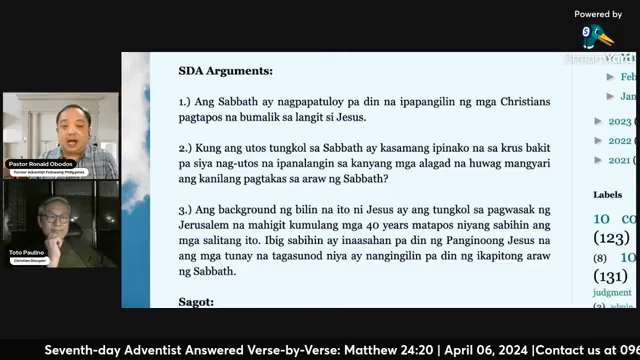 Powered by
StreamYard
SDA Arguments:
1.) Ang Sabbath ay nagpapatuloy pa din na ipapangilin ng mga Christians
pagtapos na bumalik sa langit si Jesus.
2.) Kung ang utos tungkol sa Sabbath ay kasamang ipinako na sa krus bakit
pa siya nag-utos na ipanalangin sa kanyang mga alagad na huwag mangyari
ang kanilang pagtakas sa araw ng Sabbath?
3.) Ang background ng bilin na ito ni Jesus ay ang tungkol sa pagwasak ng
Jerusalem na mahigit kumulang mga 40 years matapos niyang sabihin ang
mga salitang ito. Ibig sabihin ay inaasahan pa din ng Panginoong Jesus na
ang mga tunay na tagasunod niya ay nangingilin pa din ng ikapitong araw
ng Sabbath.
Sagot:
► Feb
► Jan
► 2023
► 2022
► 2021
Labels
10 CO
(123)
(8) 10
(131)
judgment
Pastor Ronald Obodos
Former Adventist Fellowship Philippines
Toto Paulino
Christian Disciple
Seventh-day Adventist Answered Verse-by-Verse: Matthew 24:20 | April 06, 2024 |Contact us at 096